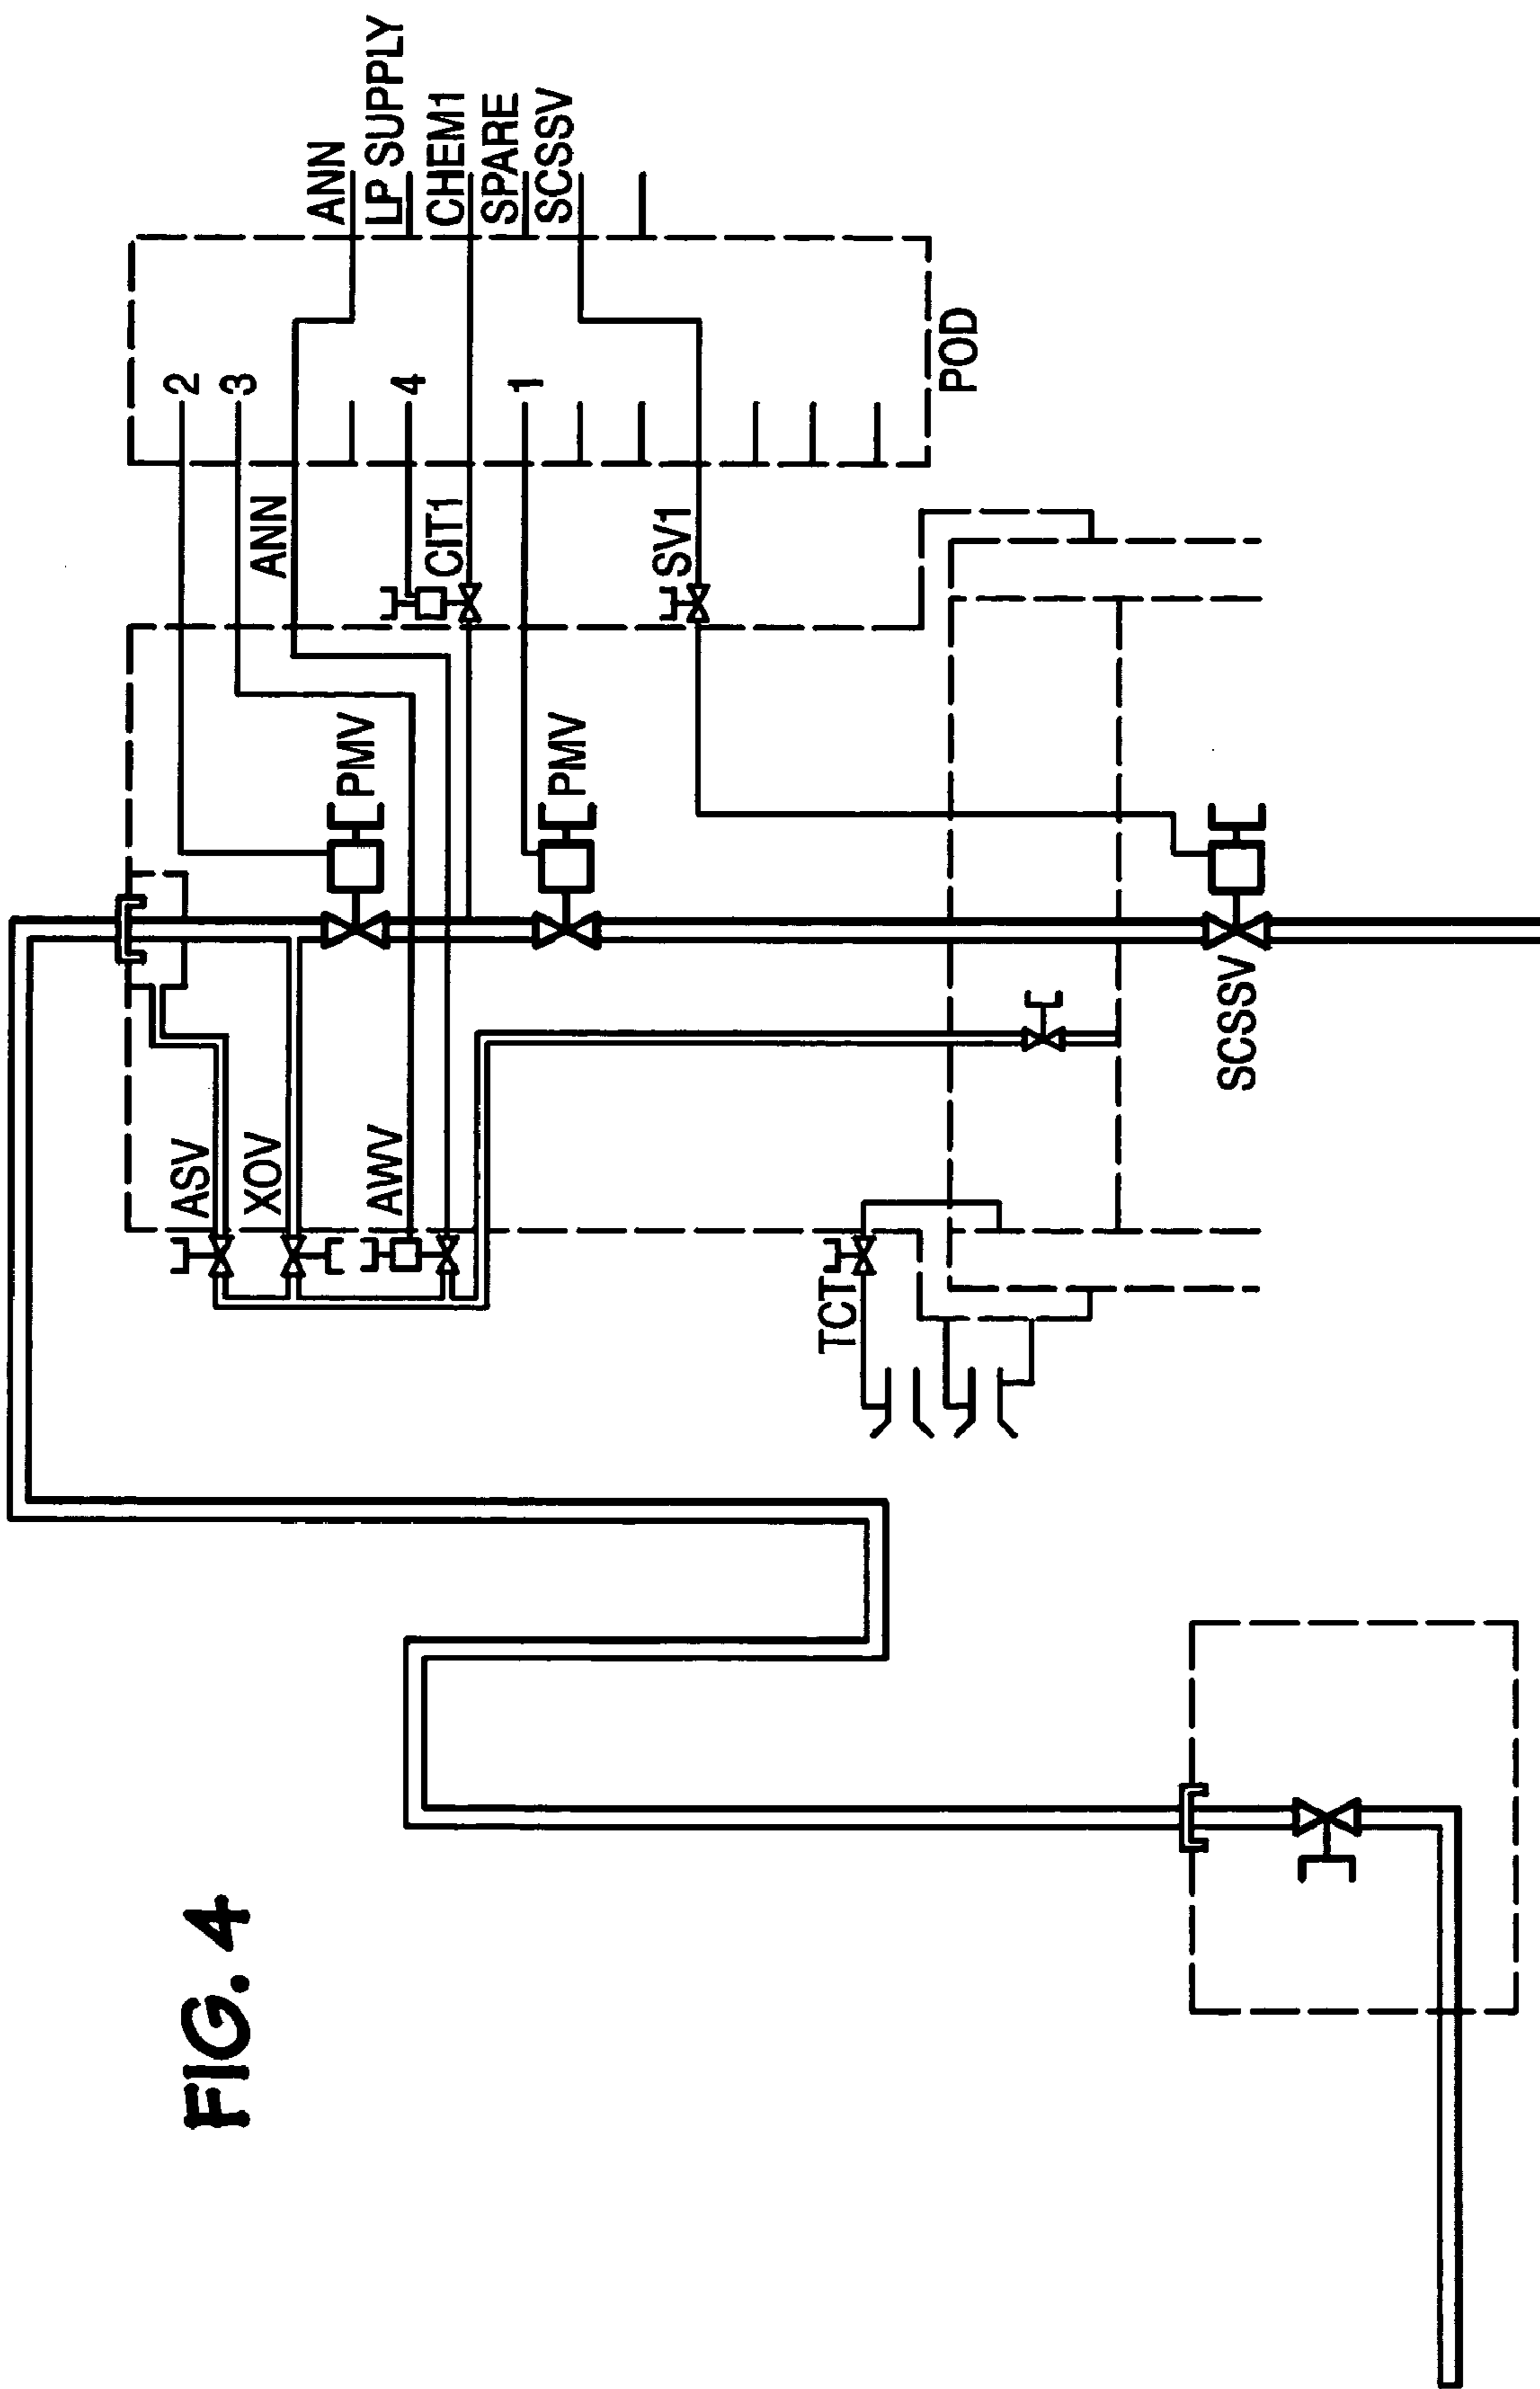 FIG. 4
ANN
LP SUPPLY
CHEM1
SPARE
SCSSV
2
3
4
1
POD
ANN
CIT1
SV1
PMV
PMV
SCSSV
ASV
XOV
AWV
TCT